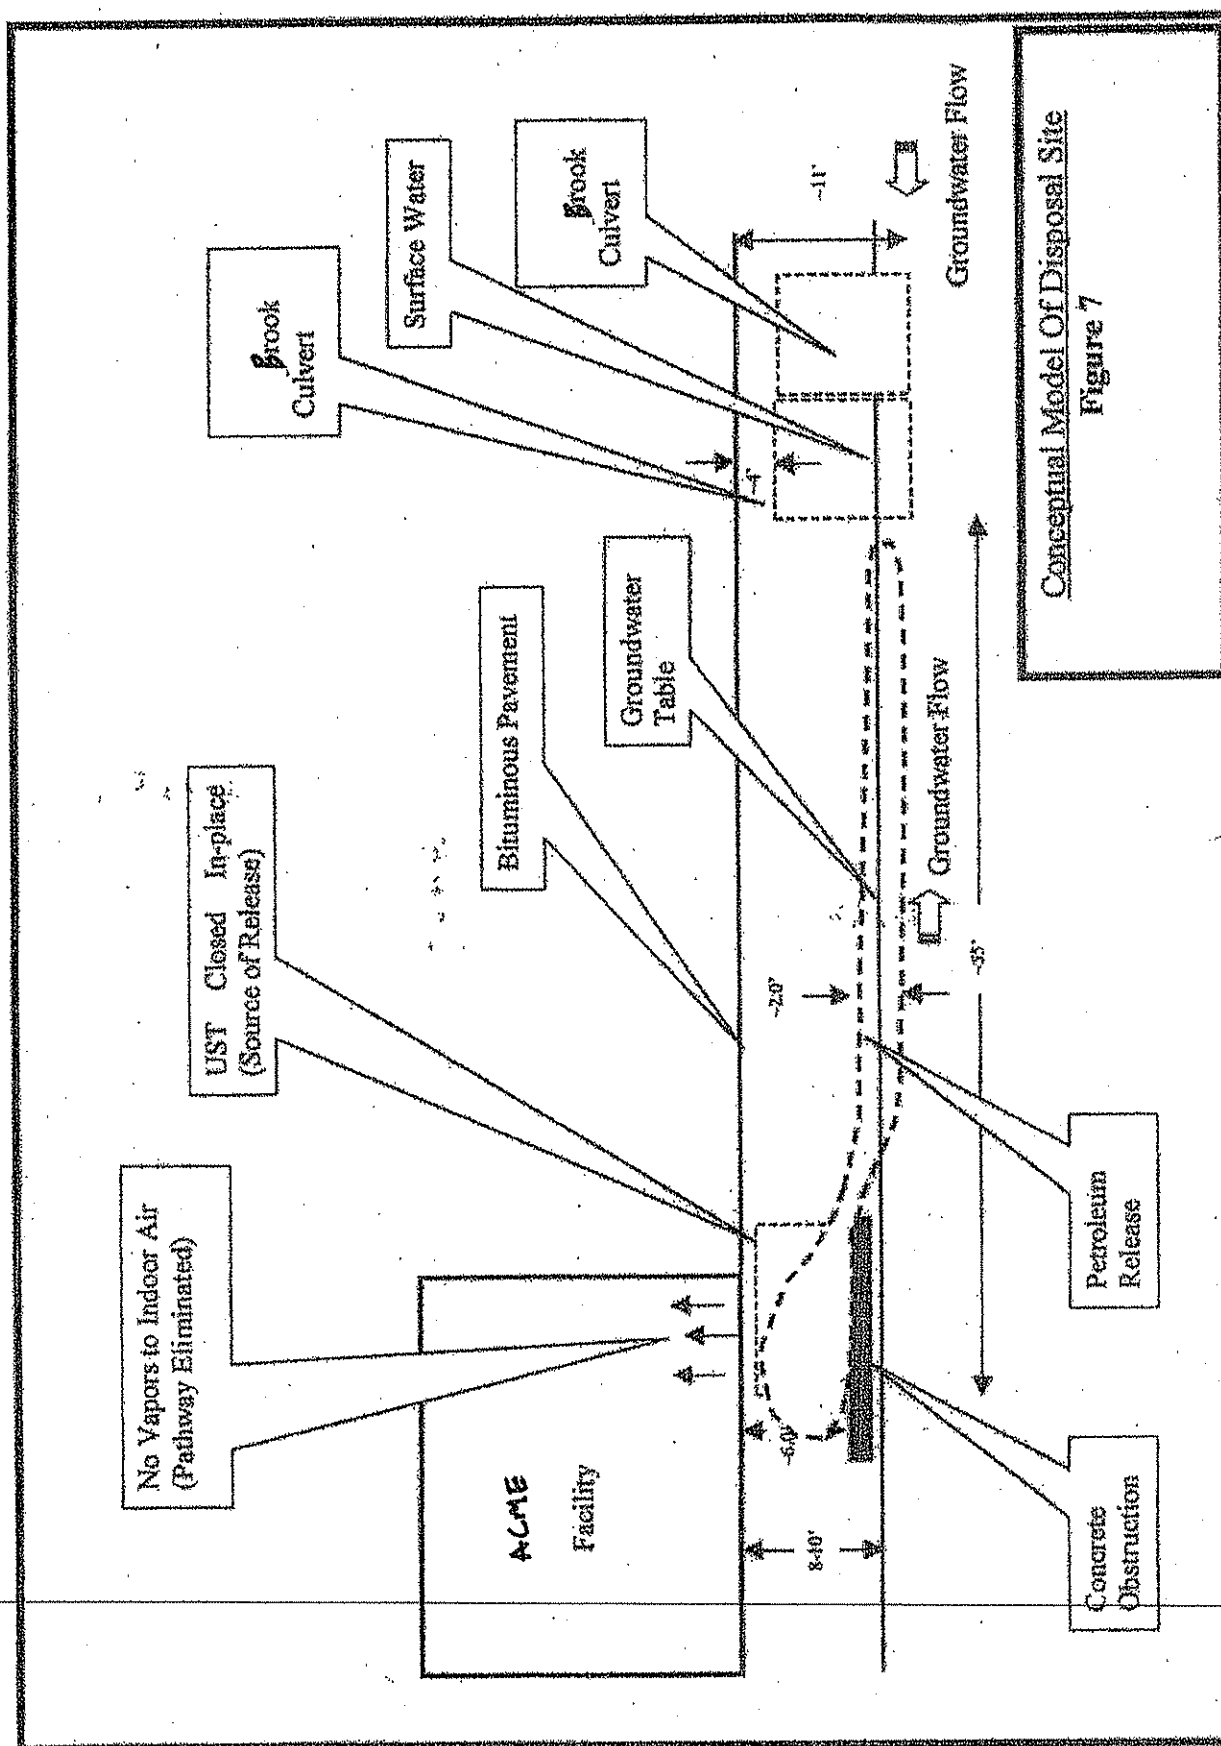 No Vapors to Indoor Air
(Pathway Eliminated)
UST Closed In-place
(Source of Release)
Brook
Culvert
Surface Water
Brook
Culvert
Bituminous Pavement
Groundwater
Table
ACME
Facility
8-10'
~6.0'
~2.0'
~11'
Groundwater Flow
Groundwater Flow
Concrete
Obstruction
Petroleum
Release
Conceptual Model Of Disposal Site
Figure 7